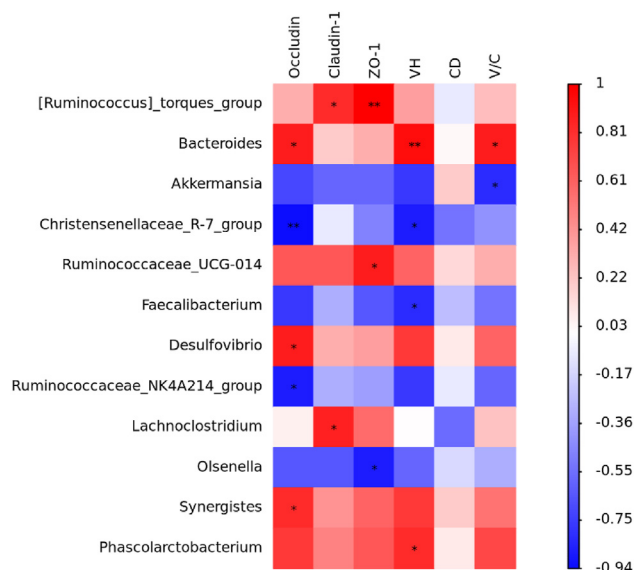 Occludin Claudin-1 ZO-1 VH CD V/C
[Ruminococcus]_torques_group * **
Bacteroides * ** *
Akkermansia *
Christensenellaceae_R-7_group ** *
Ruminococcaceae_UCG-014 *
Faecalibacterium *
Desulfovibrio *
Ruminococcaceae_NK4A214_group *
Lachnoclostridium *
Olsenella *
Synergistes *
Phascolarctobacterium *
1
0.81
0.61
0.42
0.22
0.03
-0.17
-0.36
-0.55
-0.75
-0.94